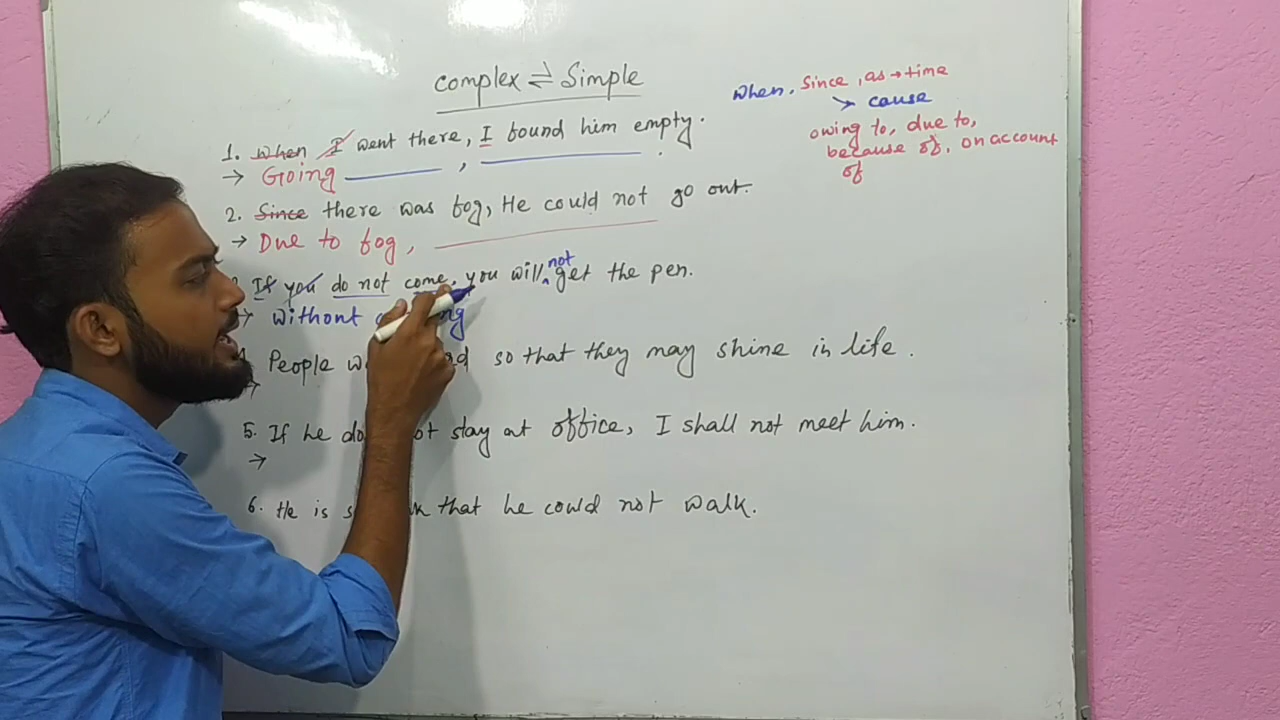 complex ⇌ Simple
When, Since, as → time
↘ cause
owing to, due to,
because of, on account
of
1. When I went there, I found him empty.
→ Going ______, ______.
2. Since there was fog, He could not go out.
→ Due to fog, ______
If you do not come, you will not get the pen.
→ without
People so that they may shine in life.
→
5. If he stay at office, I shall not meet him.
→
6. He is that he could not walk.